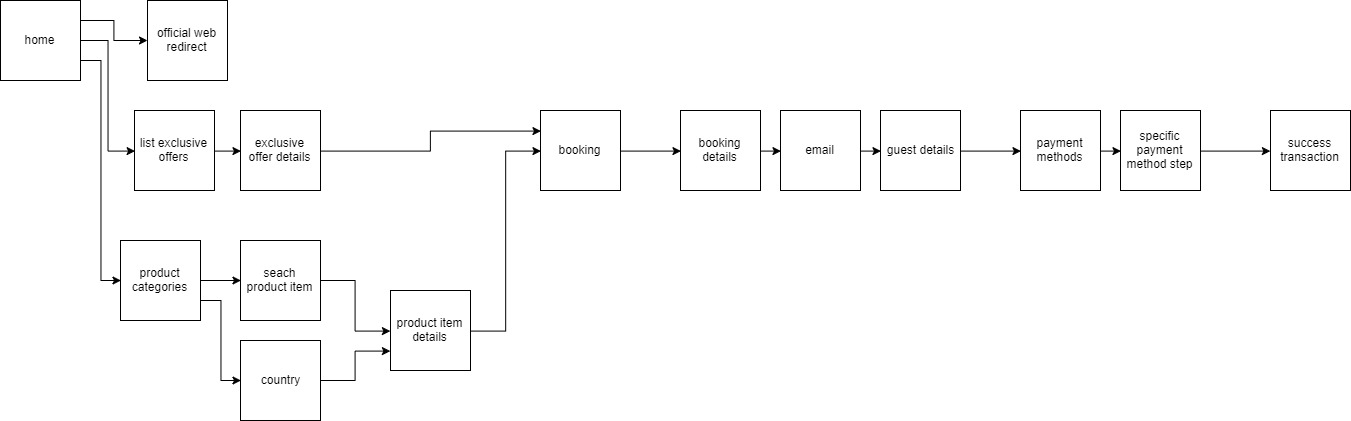 home
official web
redirect
list exclusive
offers
exclusive
offer details
booking
booking
details
email
guest details
payment
methods
specific
payment
method step
success
transaction
product
categories
seach
product item
product item
details
country